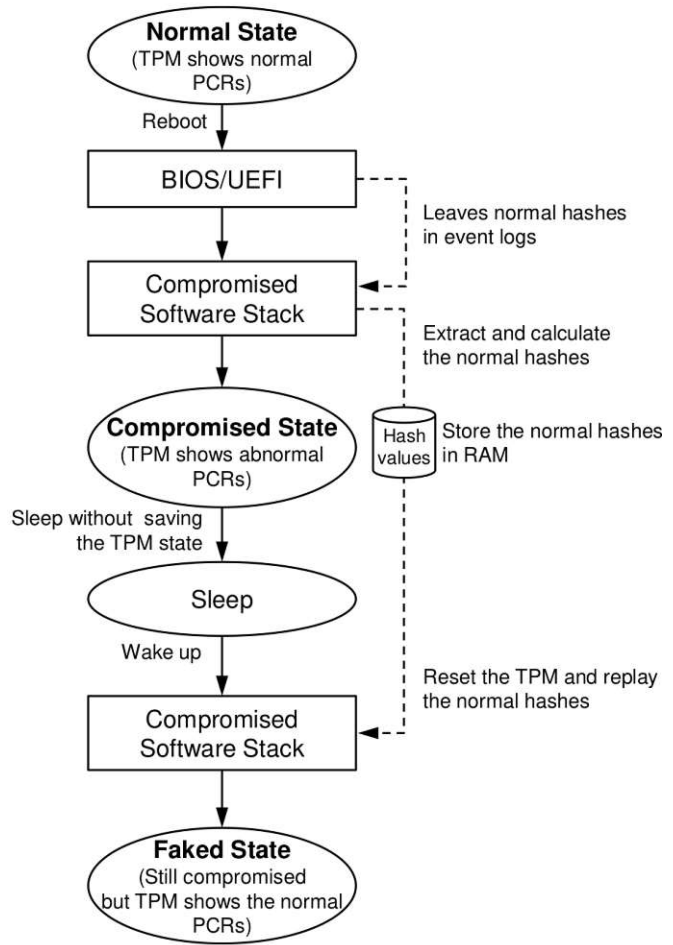 Normal State
(TPM shows normal
PCRs)
Reboot
BIOS/UEFI
Leaves normal hashes
in event logs
Compromised
Software Stack
Extract and calculate
the normal hashes
Hash
values
Store the normal hashes
in RAM
Compromised State
(TPM shows abnormal
PCRs)
Sleep without saving
the TPM state
Sleep
Wake up
Reset the TPM and replay
the normal hashes
Compromised
Software Stack
Faked State
(Still compromised
but TPM shows the normal
PCRs)